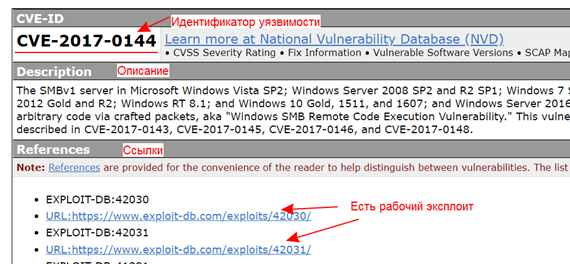 CVE-ID
Идентификатор уязвимости
CVE-2017-0144 Learn more at National Vulnerability Database (NVD)
• CVSS Severity Rating • Fix Information • Vulnerable Software Versions • SCAP Map
Description Описание
The SMBv1 server in Microsoft Windows Vista SP2; Windows Server 2008 SP2 and R2 SP1; Windows 7 S
2012 Gold and R2; Windows RT 8.1; and Windows 10 Gold, 1511, and 1607; and Windows Server 2016
arbitrary code via crafted packets, aka "Windows SMB Remote Code Execution Vulnerability." This vulne
described in CVE-2017-0143, CVE-2017-0145, CVE-2017-0146, and CVE-2017-0148.
References Ссылки
Note: References are provided for the convenience of the reader to help distinguish between vulnerabilities. The list
• EXPLOIT-DB:42030
• URL:https://www.exploit-db.com/exploits/42030/
Есть рабочий эксплоит
• EXPLOIT-DB:42031
• URL:https://www.exploit-db.com/exploits/42031/